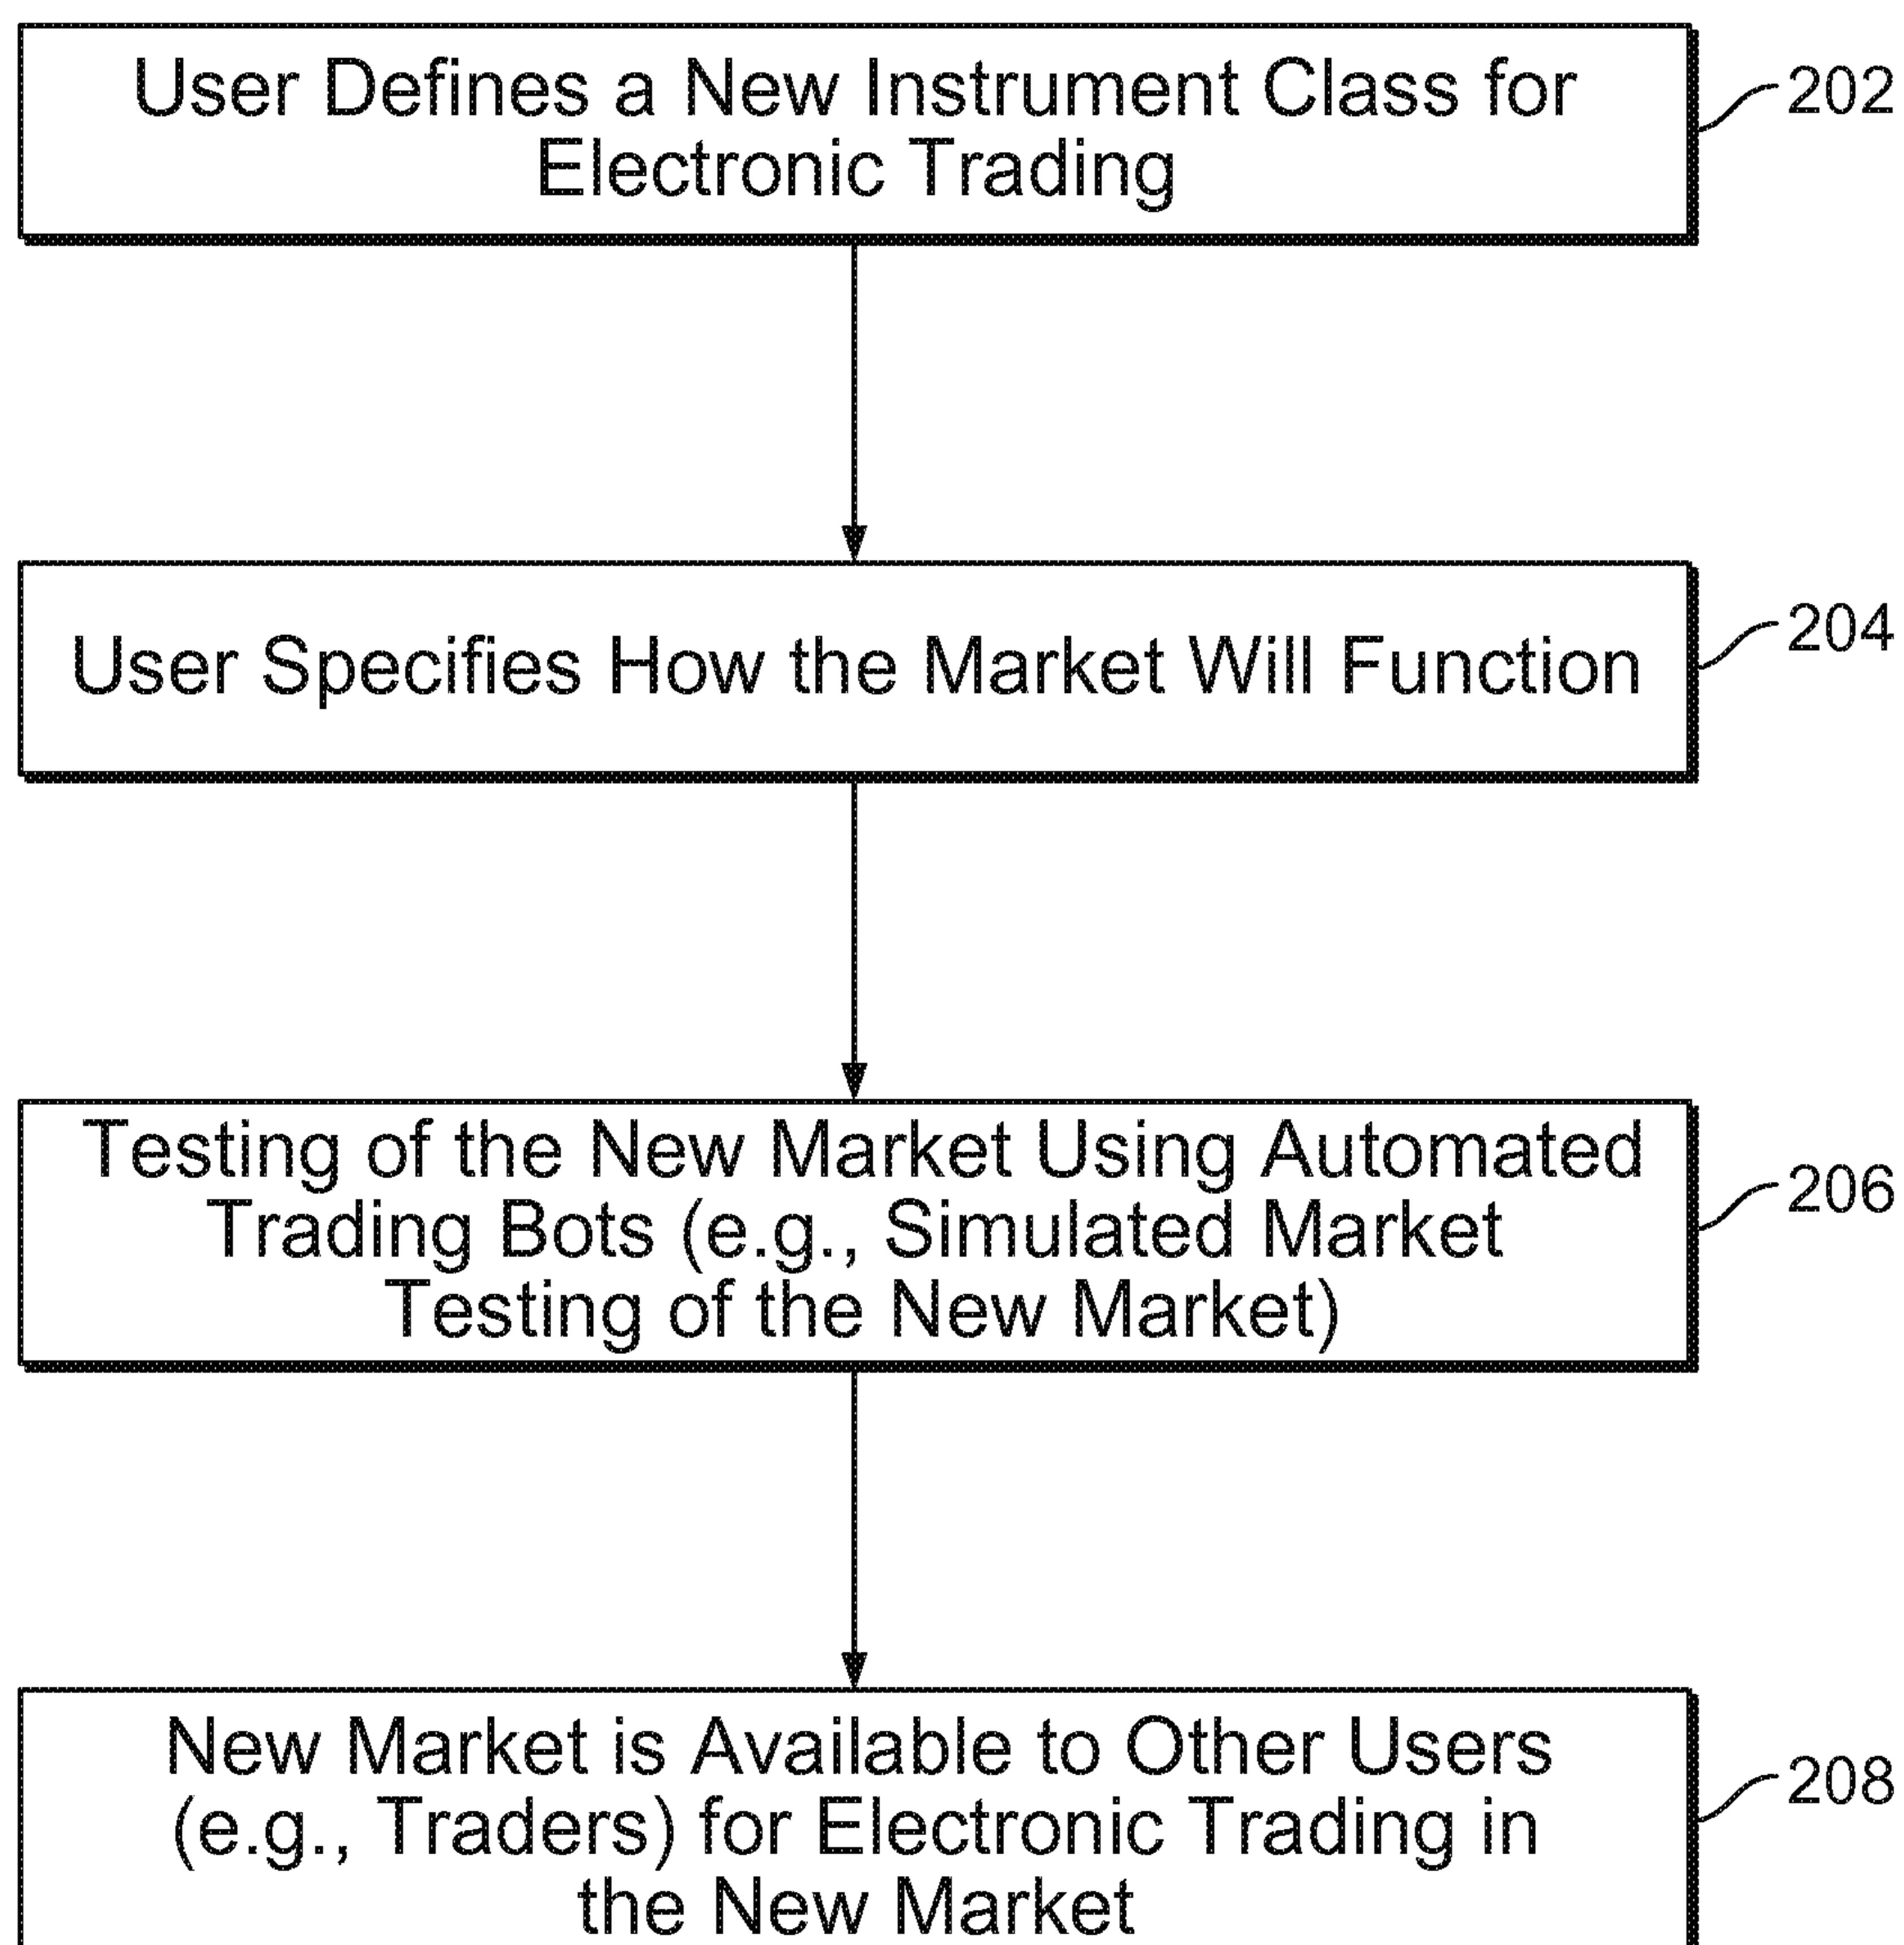 User Defines a New Instrument Class for
Electronic Trading
202
User Specifies How the Market Will Function
204
Testing of the New Market Using Automated
Trading Bots (e.g., Simulated Market
Testing of the New Market)
206
New Market is Available to Other Users
(e.g., Traders) for Electronic Trading in
the New Market
208